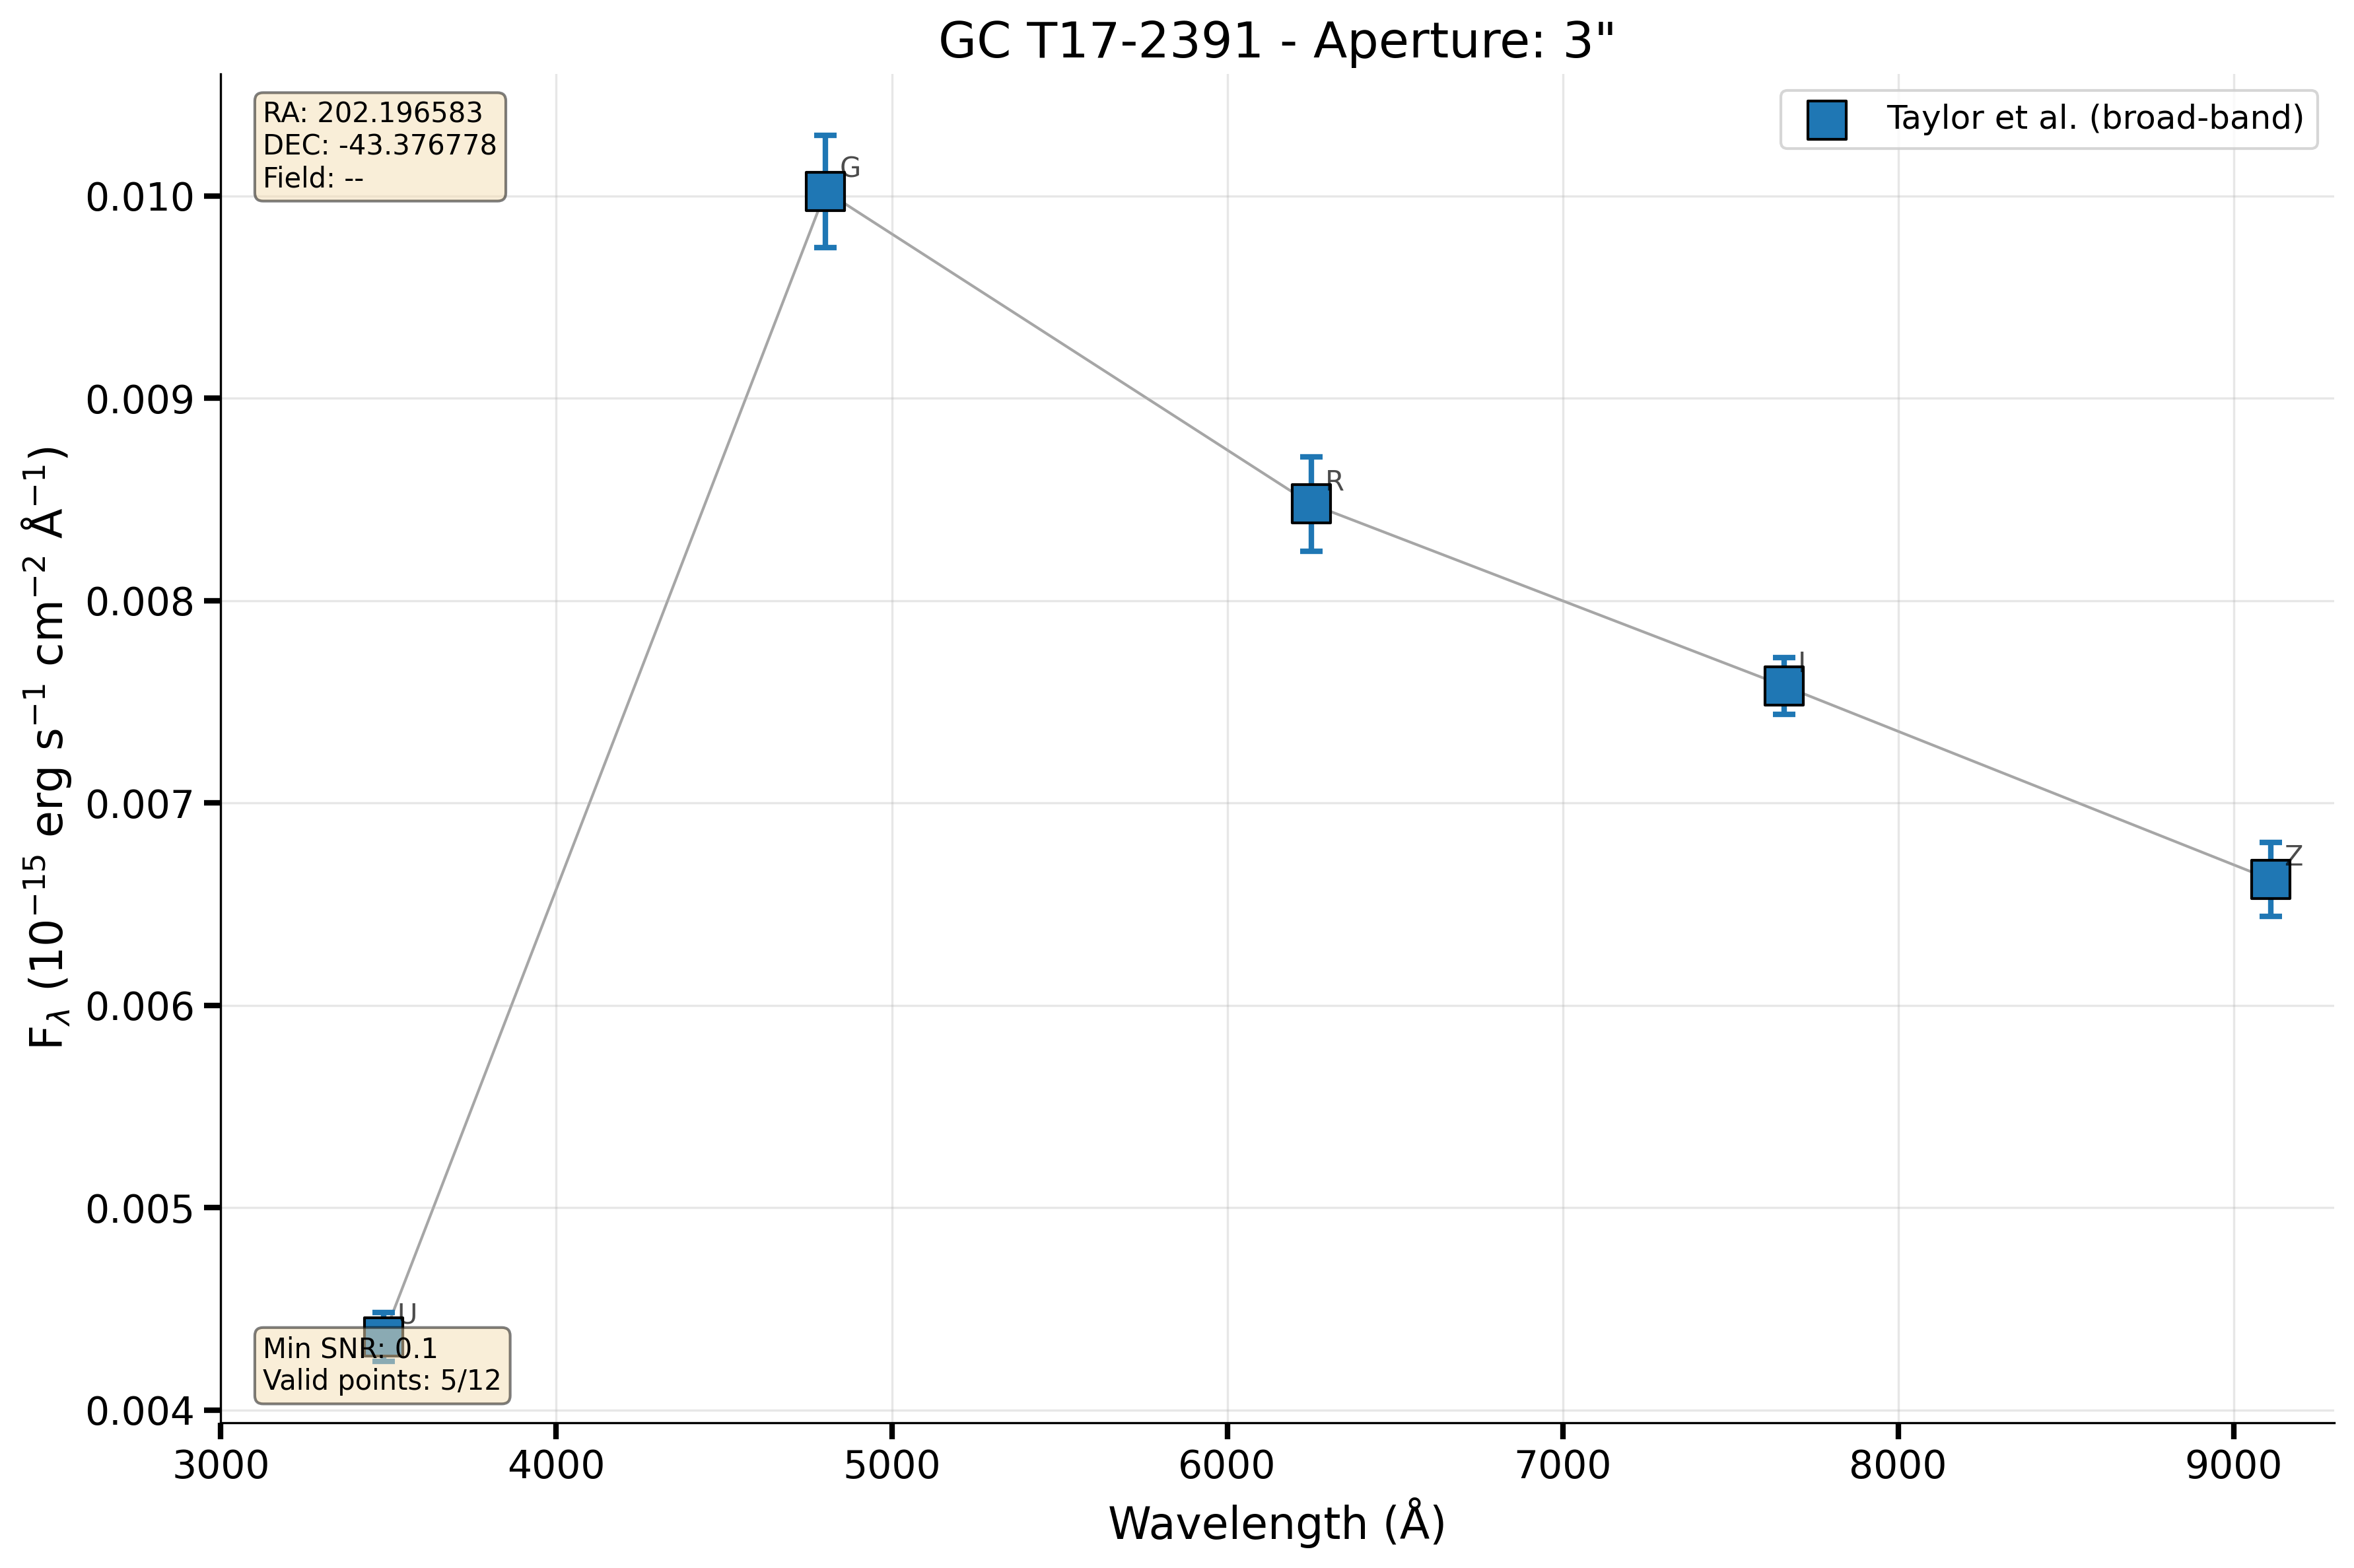 GC T17-2391 - Aperture: 3"
RA: 202.196583
DEC: -43.376778
Field: --
Taylor et al. (broad-band)
G
R
I
Z
U
Min SNR: 0.1
Valid points: 5/12
0.010
0.009
0.008
0.007
0.006
0.005
0.004
F_λ (10⁻¹⁵ erg s⁻¹ cm⁻² Å⁻¹)
3000 4000 5000 6000 7000 8000 9000
Wavelength (Å)